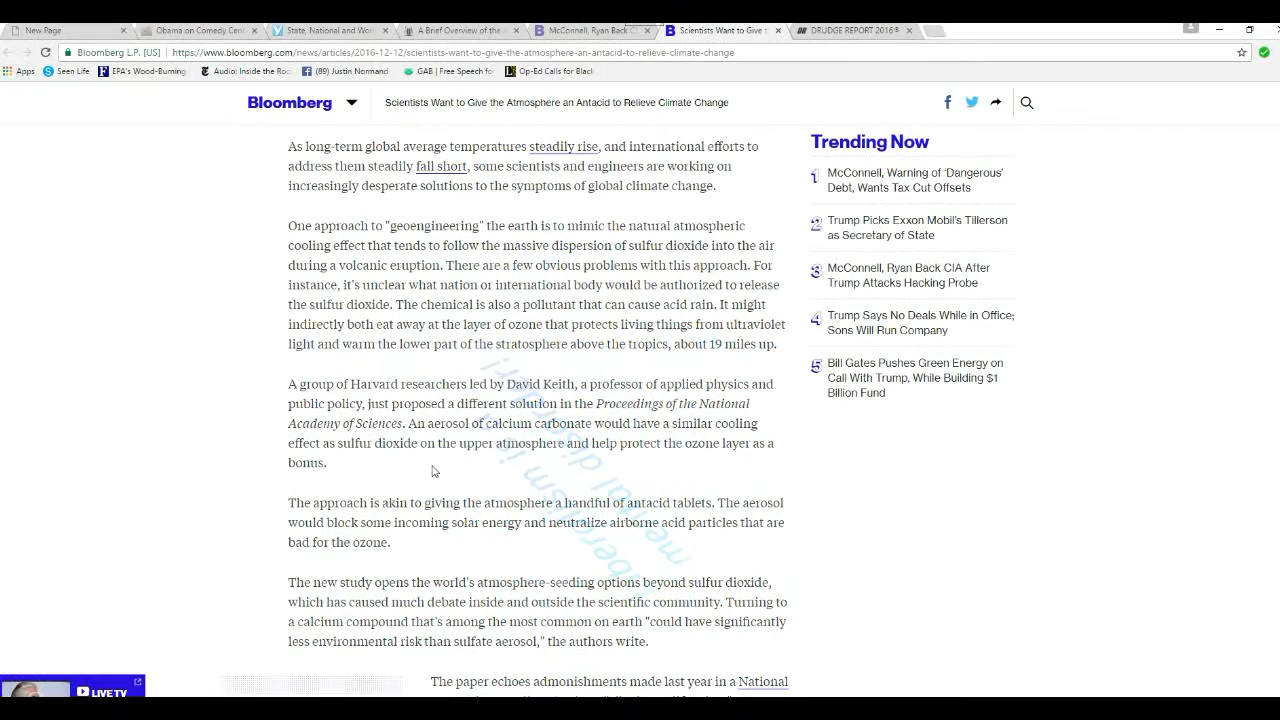 New Page
Obama on Comedy Cent
State, National and Wor
A Brief Overview of the
McConnell, Ryan Back C
Scientists Want to Give t
DRUDGE REPORT 2016®
Bloomberg L.P. [US]
https://www.bloomberg.com/news/articles/2016-12-12/scientists-want-to-give-the-atmosphere-an-antacid-to-relieve-climate-change
Apps
Seen Life
EPA's Wood-Burning
Audio: Inside the Ro
(89) Justin Normand
GAB | Free Speech fo
Op-Ed Calls for Black
Bloomberg
Scientists Want to Give the Atmosphere an Antacid to Relieve Climate Change
As long-term global average temperatures steadily rise, and international efforts to
address them steadily fall short, some scientists and engineers are working on
increasingly desperate solutions to the symptoms of global climate change.
One approach to "geoengineering" the earth is to mimic the natural atmospheric
cooling effect that tends to follow the massive dispersion of sulfur dioxide into the air
during a volcanic eruption. There are a few obvious problems with this approach. For
instance, it's unclear what nation or international body would be authorized to release
the sulfur dioxide. The chemical is also a pollutant that can cause acid rain. It might
indirectly both eat away at the layer of ozone that protects living things from ultraviolet
light and warm the lower part of the stratosphere above the tropics, about 19 miles up.
A group of Harvard researchers led by David Keith, a professor of applied physics and
public policy, just proposed a different solution in the Proceedings of the National
Academy of Sciences. An aerosol of calcium carbonate would have a similar cooling
effect as sulfur dioxide on the upper atmosphere and help protect the ozone layer as a
bonus.
The approach is akin to giving the atmosphere a handful of antacid tablets. The aerosol
would block some incoming solar energy and neutralize airborne acid particles that are
bad for the ozone.
The new study opens the world's atmosphere-seeding options beyond sulfur dioxide,
which has caused much debate inside and outside the scientific community. Turning to
a calcium compound that's among the most common on earth "could have significantly
less environmental risk than sulfate aerosol," the authors write.
The paper echoes admonishments made last year in a National
Trending Now
1 McConnell, Warning of 'Dangerous'
Debt, Wants Tax Cut Offsets
2 Trump Picks Exxon Mobil's Tillerson
as Secretary of State
3 McConnell, Ryan Back CIA After
Trump Attacks Hacking Probe
4 Trump Says No Deals While in Office;
Sons Will Run Company
5 Bill Gates Pushes Green Energy on
Call With Trump, While Building $1
Billion Fund
liberalism is a
mental disorder!
LIVE TV